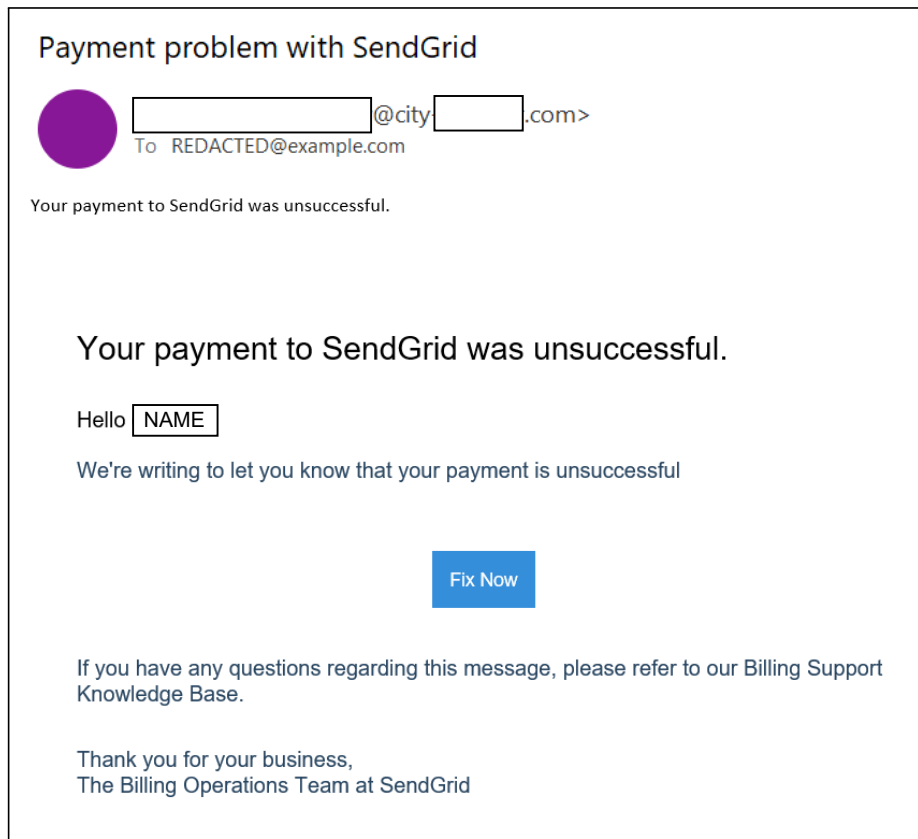 Payment problem with SendGrid
@city- .com>
To REDACTED@example.com
Your payment to SendGrid was unsuccessful.
Your payment to SendGrid was unsuccessful.
Hello NAME
We're writing to let you know that your payment is unsuccessful
Fix Now
If you have any questions regarding this message, please refer to our Billing Support
Knowledge Base.
Thank you for your business,
The Billing Operations Team at SendGrid